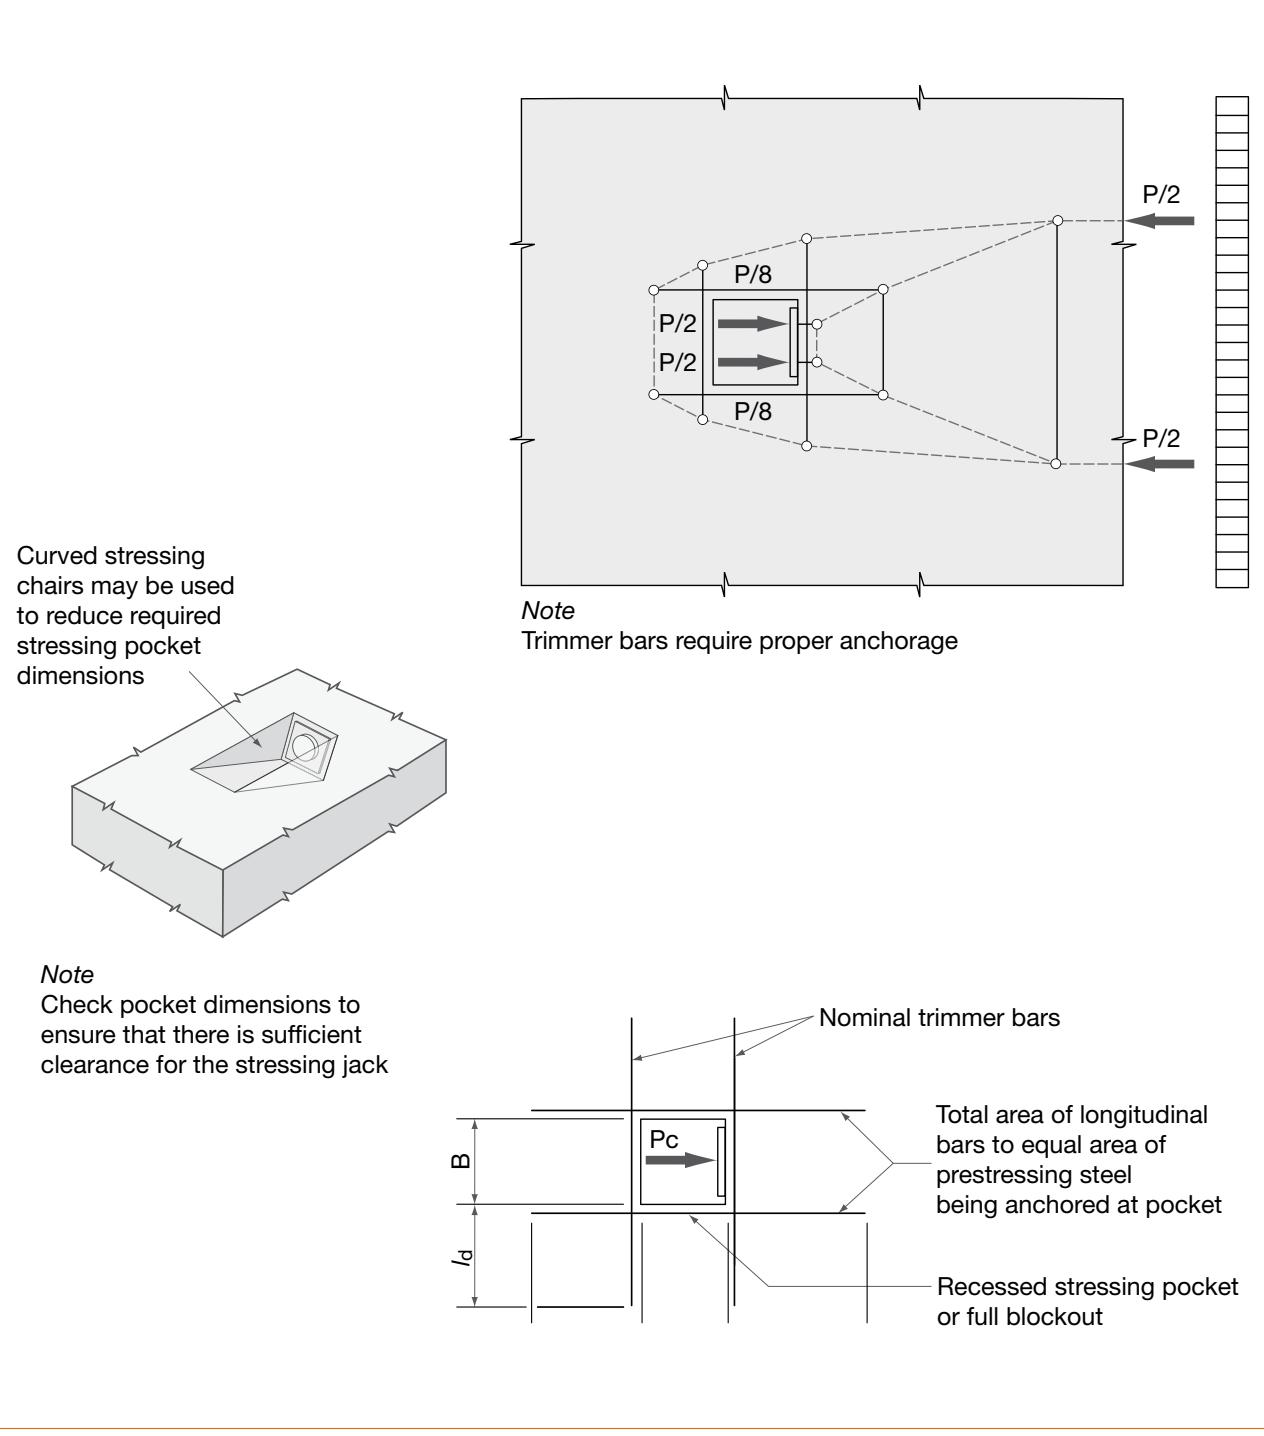 P/2
P/8
P/2
P/2
P/8
P/2
Note
Trimmer bars require proper anchorage
Curved stressing
chairs may be used
to reduce required
stressing pocket
dimensions
Note
Check pocket dimensions to
ensure that there is sufficient
clearance for the stressing jack
Nominal trimmer bars
Total area of longitudinal
bars to equal area of
prestressing steel
being anchored at pocket
Pc
B
ld
Recessed stressing pocket
or full blockout